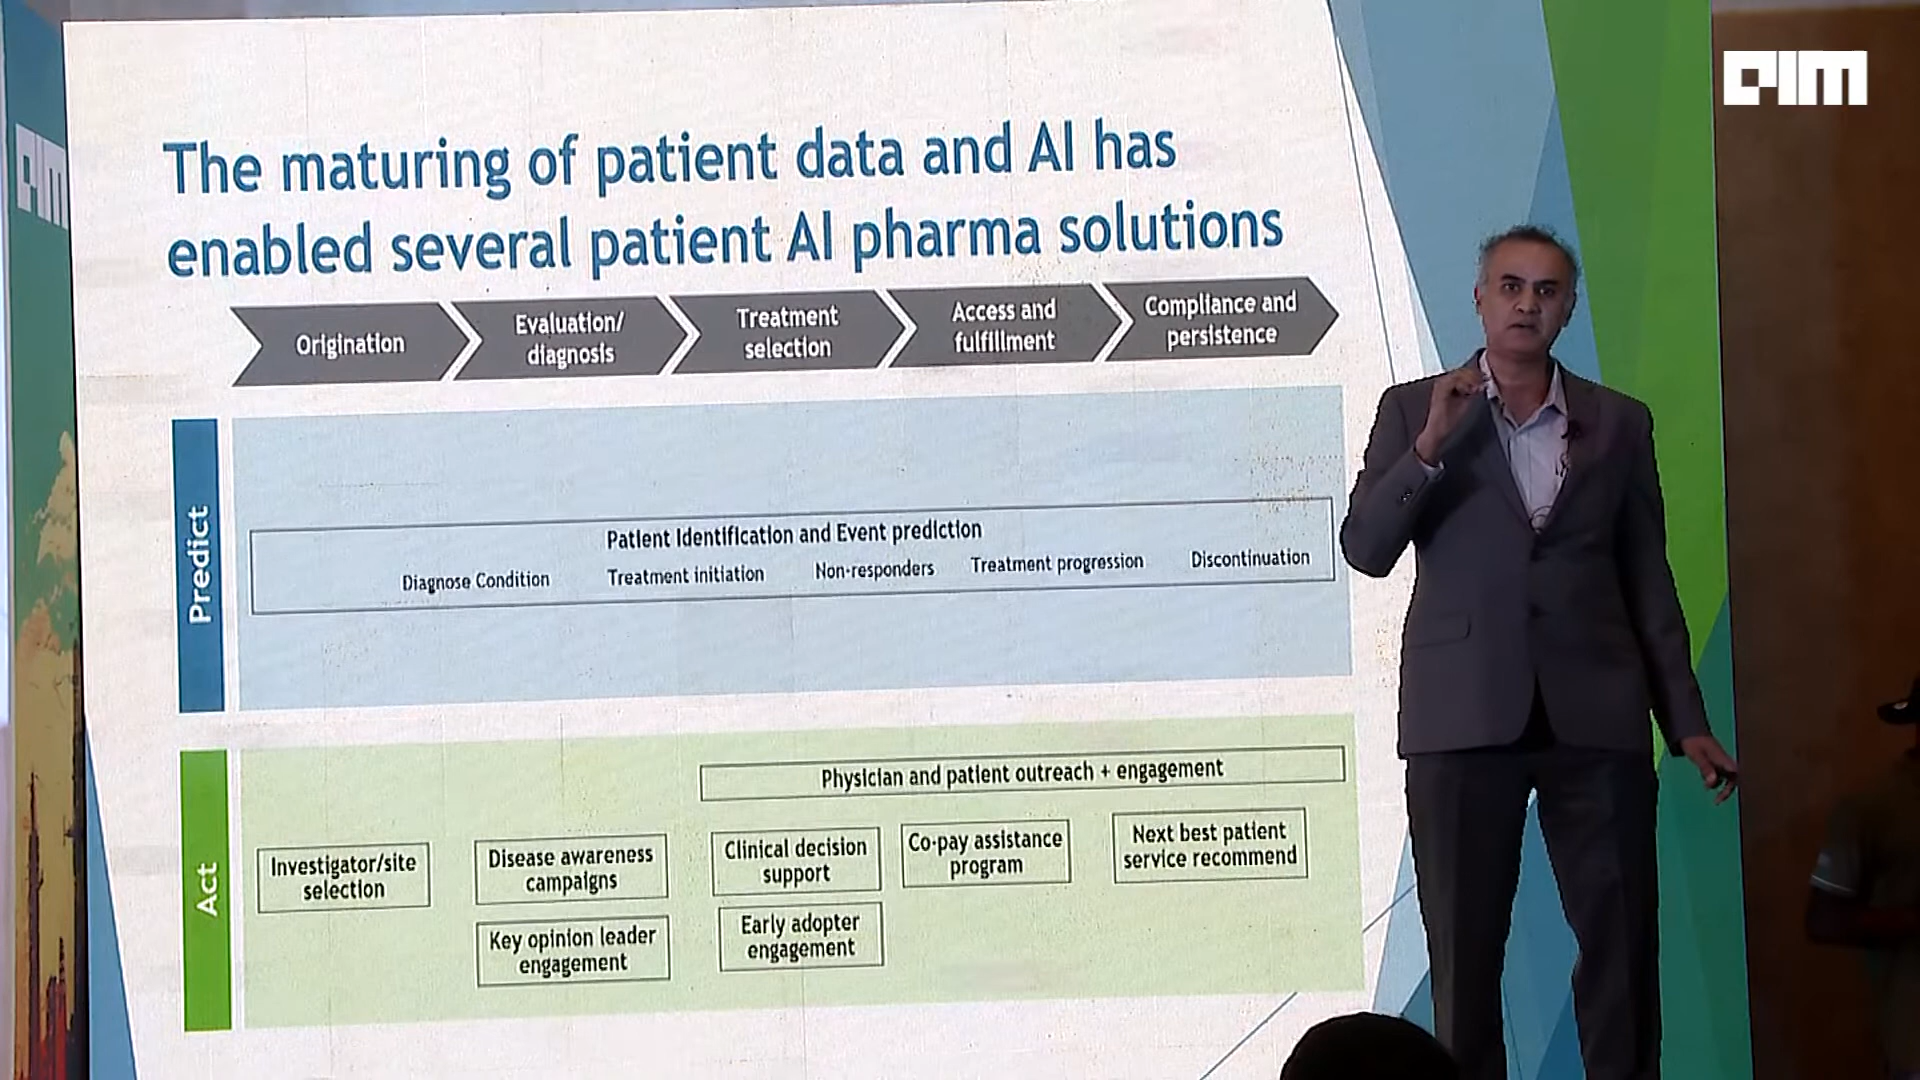 AIM
AIM
The maturing of patient data and AI has
enabled several patient AI pharma solutions
Origination
Evaluation/
diagnosis
Treatment
selection
Access and
fulfillment
Compliance and
persistence
Predict
Patient Identification and Event prediction
Diagnose Condition
Treatment initiation
Non-responders
Treatment progression
Discontinuation
Act
Physician and patient outreach + engagement
Investigator/site
selection
Disease awareness
campaigns
Key opinion leader
engagement
Clinical decision
support
Early adopter
engagement
Co-pay assistance
program
Next best patient
service recommend